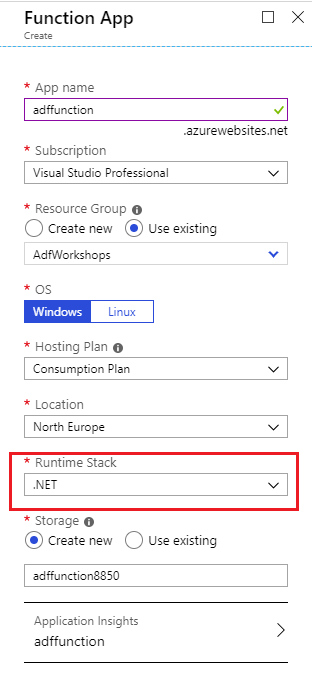 Function App
Create
* App name
adffunction
.azurewebsites.net
* Subscription
Visual Studio Professional
* Resource Group
Create new Use existing
AdfWorkshops
* OS
Windows Linux
* Hosting Plan
Consumption Plan
* Location
North Europe
* Runtime Stack
.NET
* Storage
Create new Use existing
adffunction8850
Application Insights
adffunction